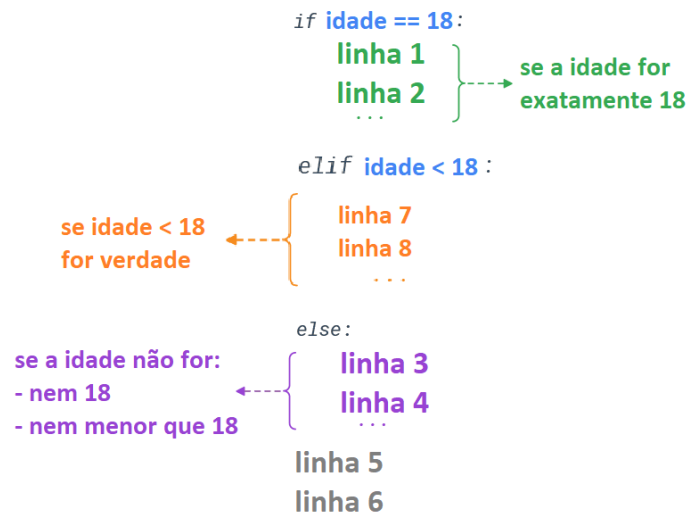 if idade == 18:
linha 1
linha 2
...
se a idade for
exatamente 18
elif idade < 18 :
se idade < 18
for verdade
linha 7
linha 8
...
else:
se a idade não for:
- nem 18
- nem menor que 18
linha 3
linha 4
...
linha 5
linha 6